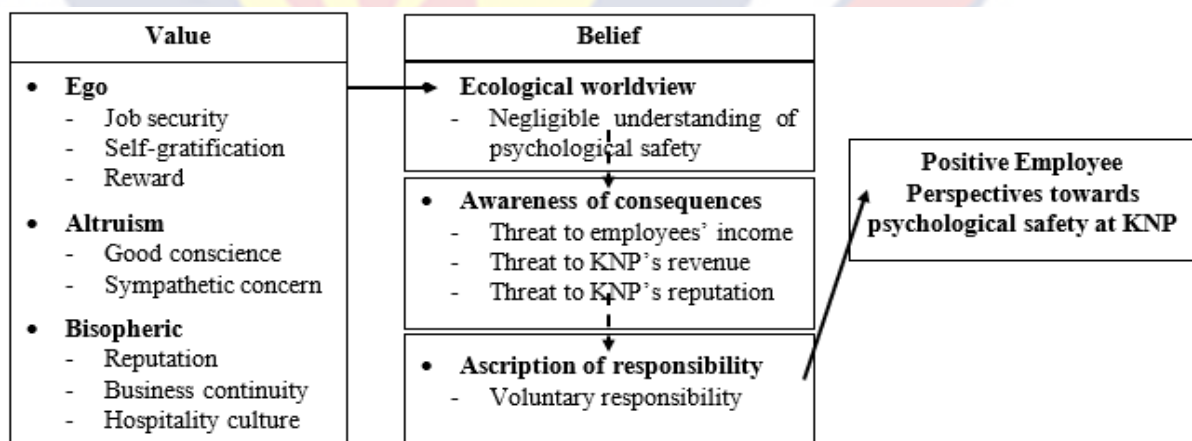 Value
• Ego
- Job security
- Self-gratification
- Reward
• Altruism
- Good conscience
- Sympathetic concern
• Bisopheric
- Reputation
- Business continuity
- Hospitality culture
Belief
• Ecological worldview
- Negligible understanding of
psychological safety
• Awareness of consequences
- Threat to employees’ income
- Threat to KNP’s revenue
- Threat to KNP’s reputation
• Ascription of responsibility
- Voluntary responsibility
Positive Employee
Perspectives towards
psychological safety at KNP